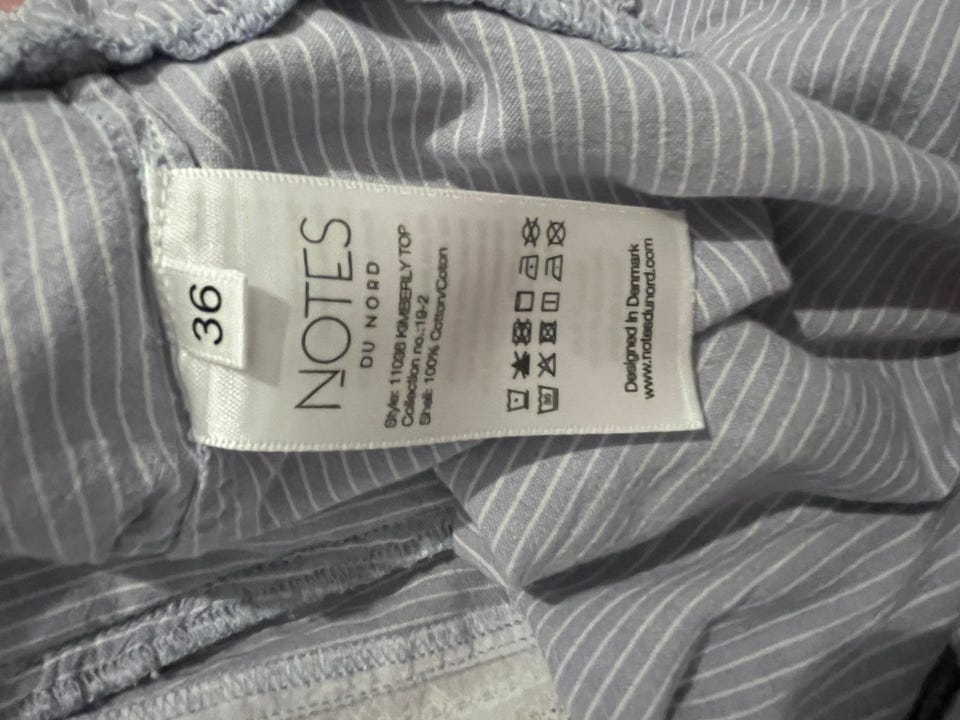 36
NOTES
DU NORD
Style: 11036 KIMBERLY TOP
Collection no.:19-2
Shell: 100% Cotton/Coton
Designed in Denmark
www.notesdunord.com